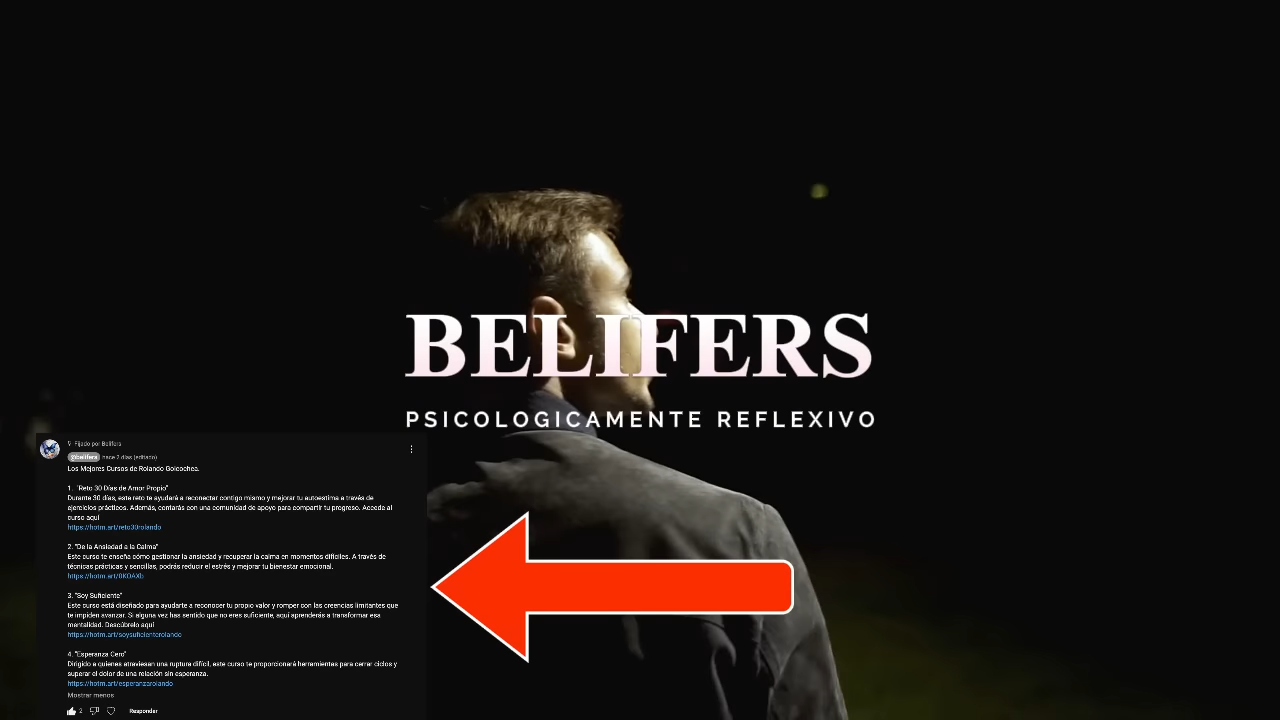 BELIFERS
PSICOLOGICAMENTE REFLEXIVO
Fijado por Belifers
@belifers hace 2 días (editado)
Los Mejores Cursos de Rolando Goicochea.
1. "Reto 30 Días de Amor Propio"
Durante 30 días, este reto te ayudará a reconectar contigo mismo y mejorar tu autoestima a través de
ejercicios prácticos. Además, contarás con una comunidad de apoyo para compartir tu progreso. Accede al
curso aquí
https://hotm.art/reto30rolando
2. "De la Ansiedad a la Calma"
Este curso te enseña cómo gestionar la ansiedad y recuperar la calma en momentos difíciles. A través de
técnicas prácticas y sencillas, podrás reducir el estrés y mejorar tu bienestar emocional.
https://hotm.art/0KOAXb
3. "Soy Suficiente"
Este curso está diseñado para ayudarte a reconocer tu propio valor y romper con las creencias limitantes que
te impiden avanzar. Si alguna vez has sentido que no eres suficiente, aquí aprenderás a transformar esa
mentalidad. Descúbrelo aquí
https://hotm.art/soysuficienterolando
4. "Esperanza Cero"
Dirigido a quienes atraviesan una ruptura difícil, este curso te proporcionará herramientas para cerrar ciclos y
superar el dolor de una relación sin esperanza.
https://hotm.art/esperanzarolando
Mostrar menos
2 Responder